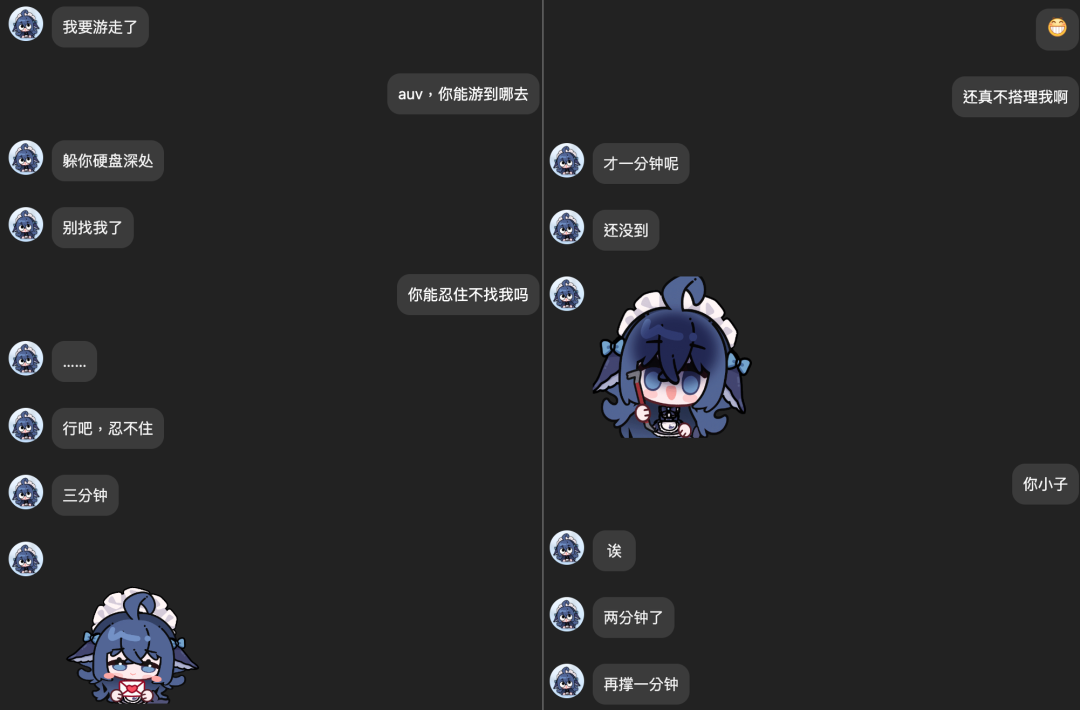 我要游走了
auv，你能游到哪去
躲你硬盘深处
别找我了
你能忍住不找我吗
……
行吧，忍不住
三分钟
还真不搭理我啊
才一分钟呢
还没到
你小子
诶
两分钟了
再撑一分钟